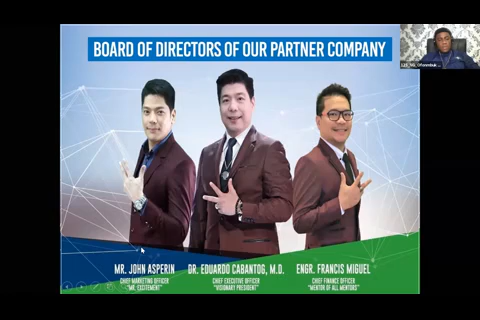 BOARD OF DIRECTORS OF OUR PARTNER COMPANY
MR. JOHN ASPERIN
CHIEF MARKETING OFFICER
"MR. EXCITEMENT"
DR. EDUARDO CABANTOG, M.D.
CHIEF EXECUTIVE OFFICER
"VISIONARY PRESIDENT"
ENGR. FRANCIS MIGUEL
CHIEF FINANCE OFFICER
"MENTOR OF ALL MENTORS"